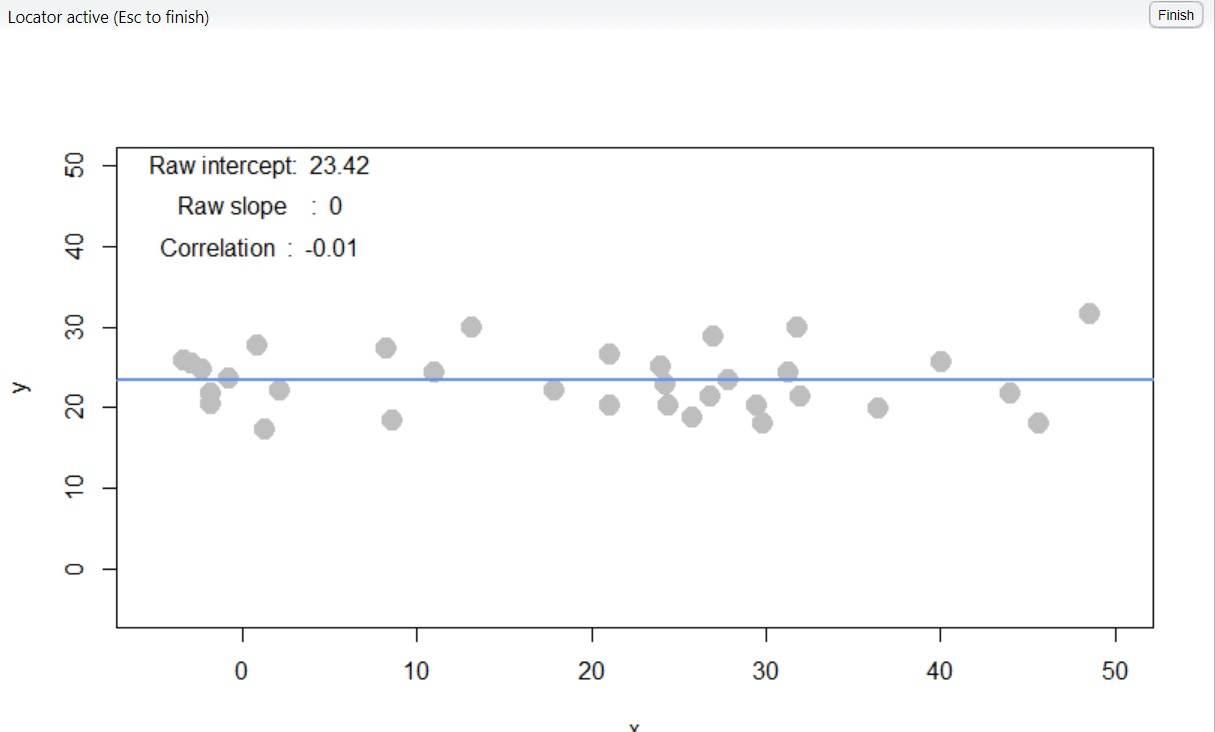 Locator active (Esc to finish)
Finish
Raw intercept: 23.42
Raw slope : 0
Correlation : -0.01
50
40
30
20
10
0
y
0 10 20 30 40 50
x